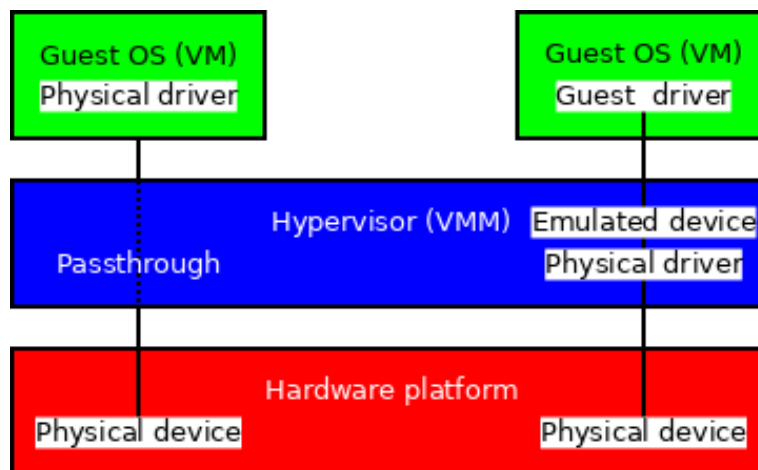 Guest OS (VM)
Physical driver
Guest OS (VM)
Guest driver
Hypervisor (VMM)
Emulated device
Passthrough
Physical driver
Hardware platform
Physical device
Physical device